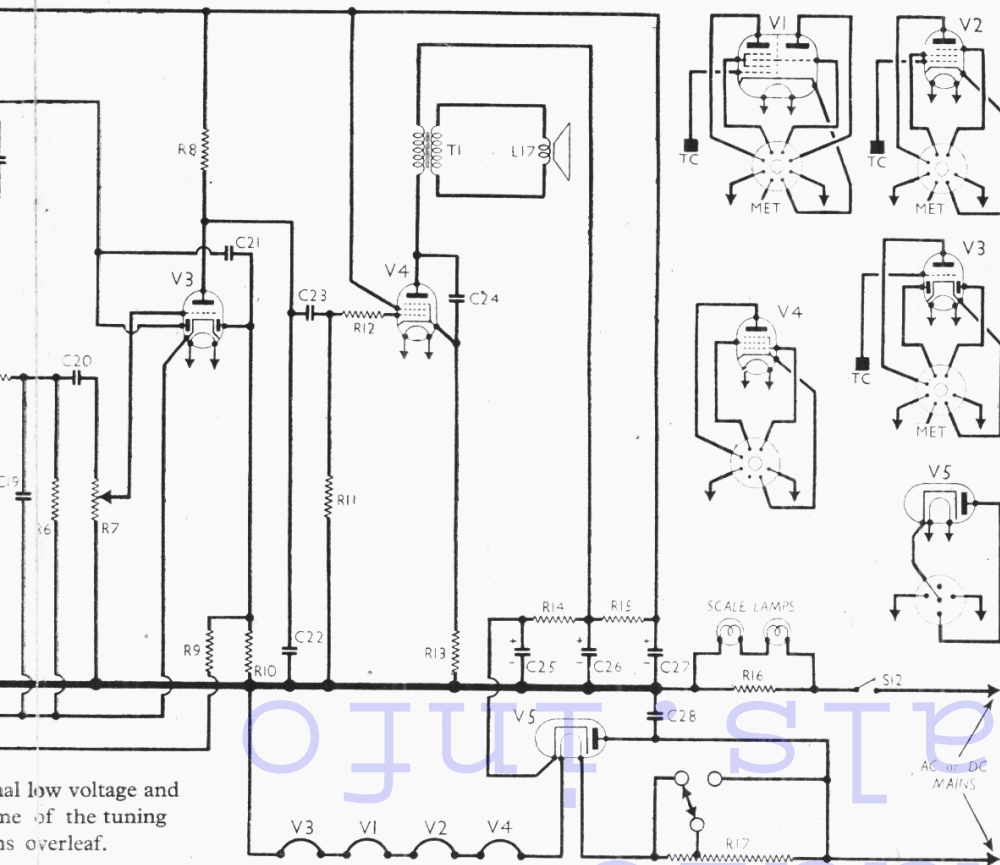 V1
V2
R8
T1
L17
TC
TC
MET
MET
C21
V3
V4
C23
C24
R12
V3
V4
C20
TC
MET
C19
R6
R7
R11
V5
R14
R15
SCALE LAMPS
C22
R9
R10
R13
+
-
C25
+
-
C26
+
-
C27
R16
S12
V5
C28
AC or DC
MAINS
nal low voltage and
me of the tuning
ns overleaf.
V3
V1
V2
V4
R17